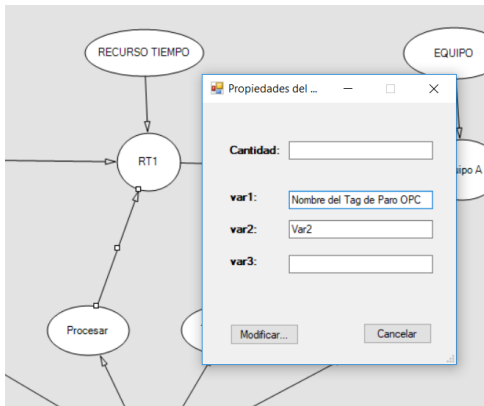 RECURSO TIEMPO
EQUIPO
Propiedades del ...
RT1
Cantidad:
var1:
Nombre del Tag de Paro OPC
var2:
Var2
var3:
Procesar
Modificar...
Cancelar